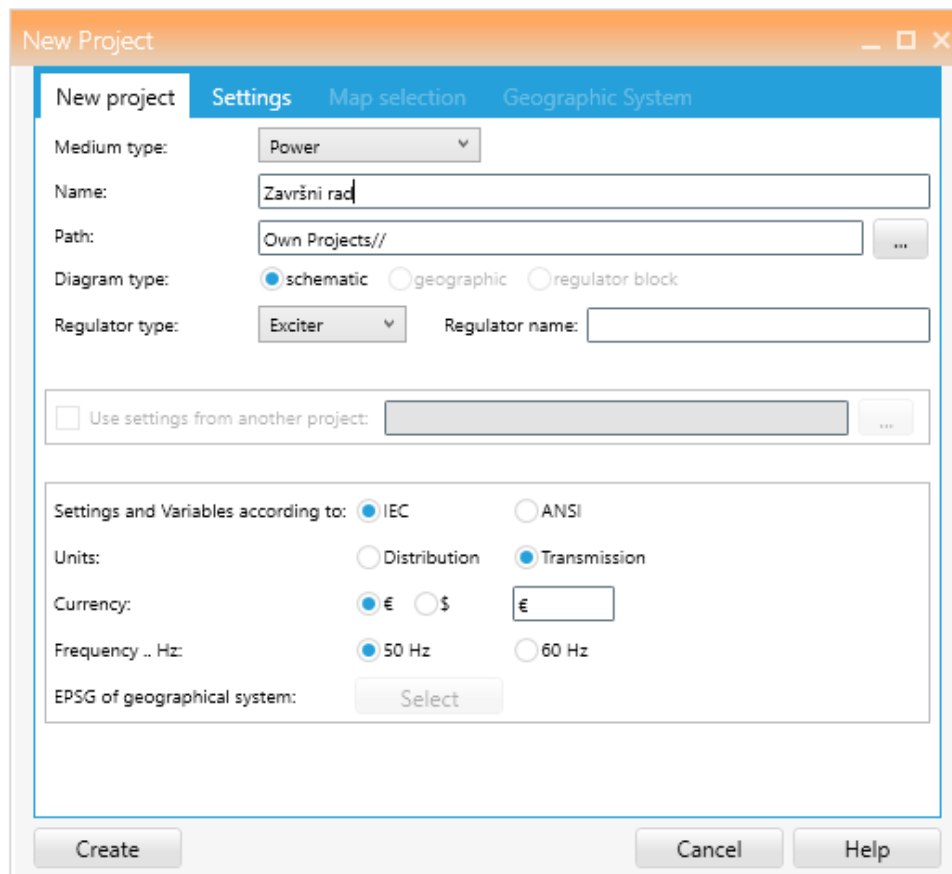 New Project
New project Settings Map selection Geographic System
Medium type: Power
Name: Završni rad
Path: Own Projects// ...
Diagram type: schematic geographic regulator block
Regulator type: Exciter Regulator name:
Use settings from another project: ...
Settings and Variables according to: IEC ANSI
Units: Distribution Transmission
Currency: € $ €
Frequency .. Hz: 50 Hz 60 Hz
EPSG of geographical system: Select
Create Cancel Help